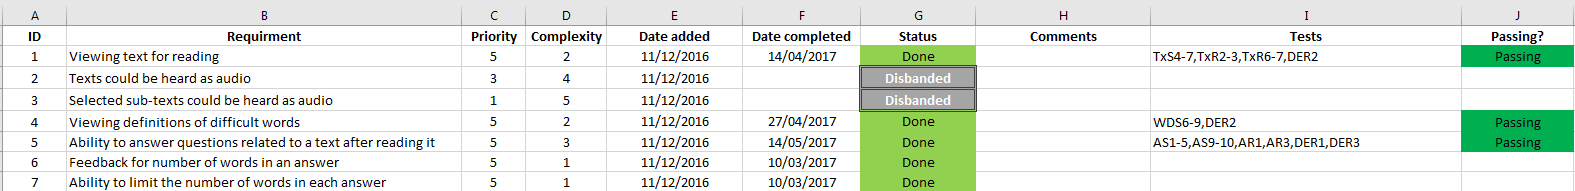 A B C D E F G H I J
ID Requirment Priority Complexity Date added Date completed Status Comments Tests Passing?
1 Viewing text for reading 5 2 11/12/2016 14/04/2017 Done TxS4-7,TxR2-3,TxR6-7,DER2 Passing
2 Texts could be heard as audio 3 4 11/12/2016 Disbanded
3 Selected sub-texts could be heard as audio 1 5 11/12/2016 Disbanded
4 Viewing definitions of difficult words 5 2 11/12/2016 27/04/2017 Done WDS6-9,DER2 Passing
5 Ability to answer questions related to a text after reading it 5 3 11/12/2016 14/05/2017 Done AS1-5,AS9-10,AR1,AR3,DER1,DER3 Passing
6 Feedback for number of words in an answer 5 1 11/12/2016 10/03/2017 Done
7 Ability to limit the number of words in each answer 5 1 11/12/2016 10/03/2017 Done